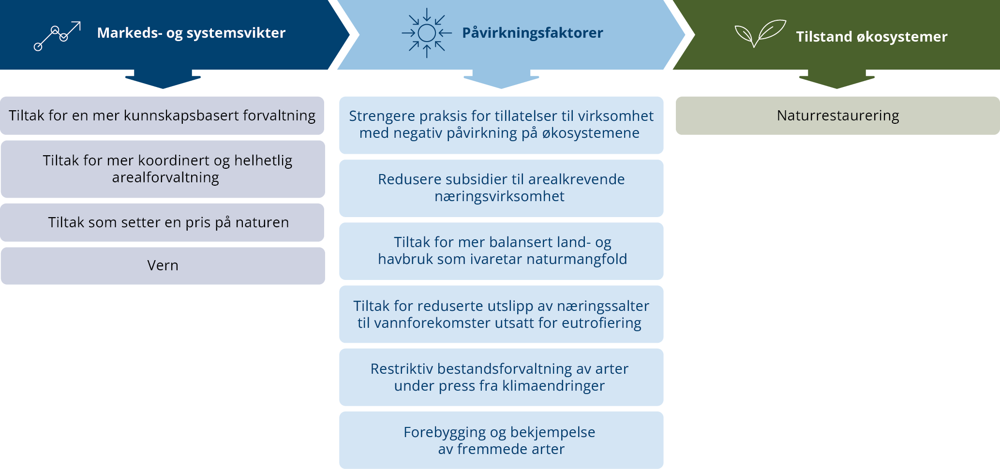 Markeds- og systemsvikter
Påvirkningsfaktorer
Tilstand økosystemer
Tiltak for en mer kunnskapsbasert forvaltning
Tiltak for mer koordinert og helhetlig
arealforvaltning
Tiltak som setter en pris på naturen
Vern
Strengere praksis for tillatelser til virksomhet
med negativ påvirkning på økosystemene
Redusere subsidier til arealkrevende
næringsvirksomhet
Tiltak for mer balansert land- og
havbruk som ivaretar naturmangfold
Tiltak for reduserte utslipp av næringssalter
til vannforekomster utsatt for eutrofiering
Restriktiv bestandsforvaltning av arter
under press fra klimaendringer
Forebygging og bekjempelse
av fremmede arter
Naturrestaurering